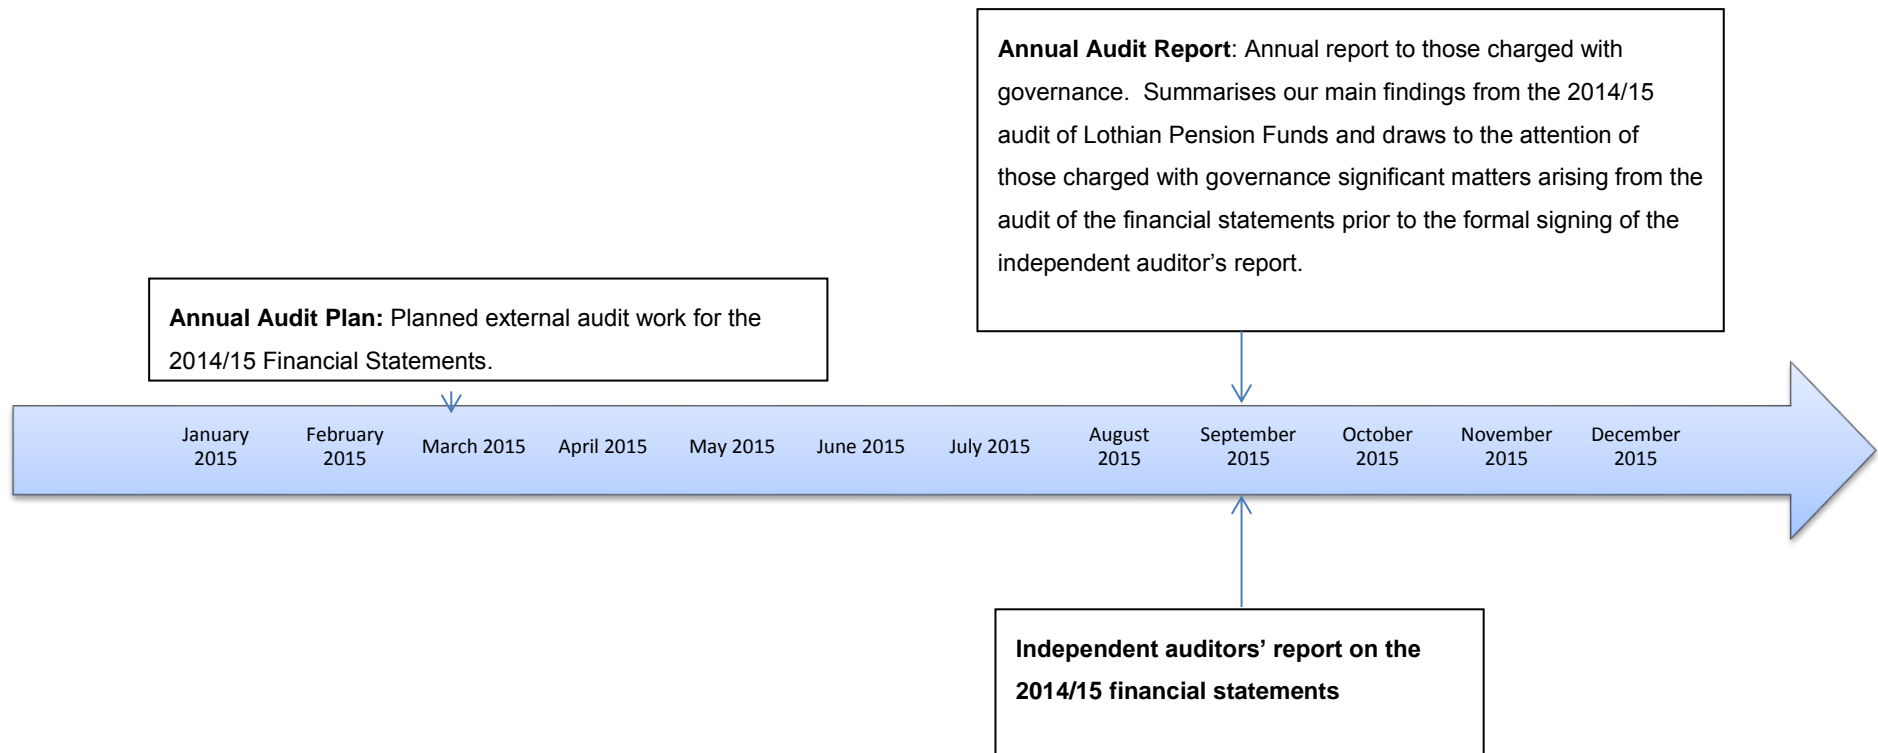 Annual Audit Report: Annual report to those charged with
governance.  Summarises our main findings from the 2014/15
audit of Lothian Pension Funds and draws to the attention of
those charged with governance significant matters arising from the
audit of the financial statements prior to the formal signing of the
independent auditor’s report.
Annual Audit Plan: Planned external audit work for the
2014/15 Financial Statements.
January
2015
February
2015
March 2015
April 2015
May 2015
June 2015
July 2015
August
2015
September
2015
October
2015
November
2015
December
2015
Independent auditors’ report on the
2014/15 financial statements